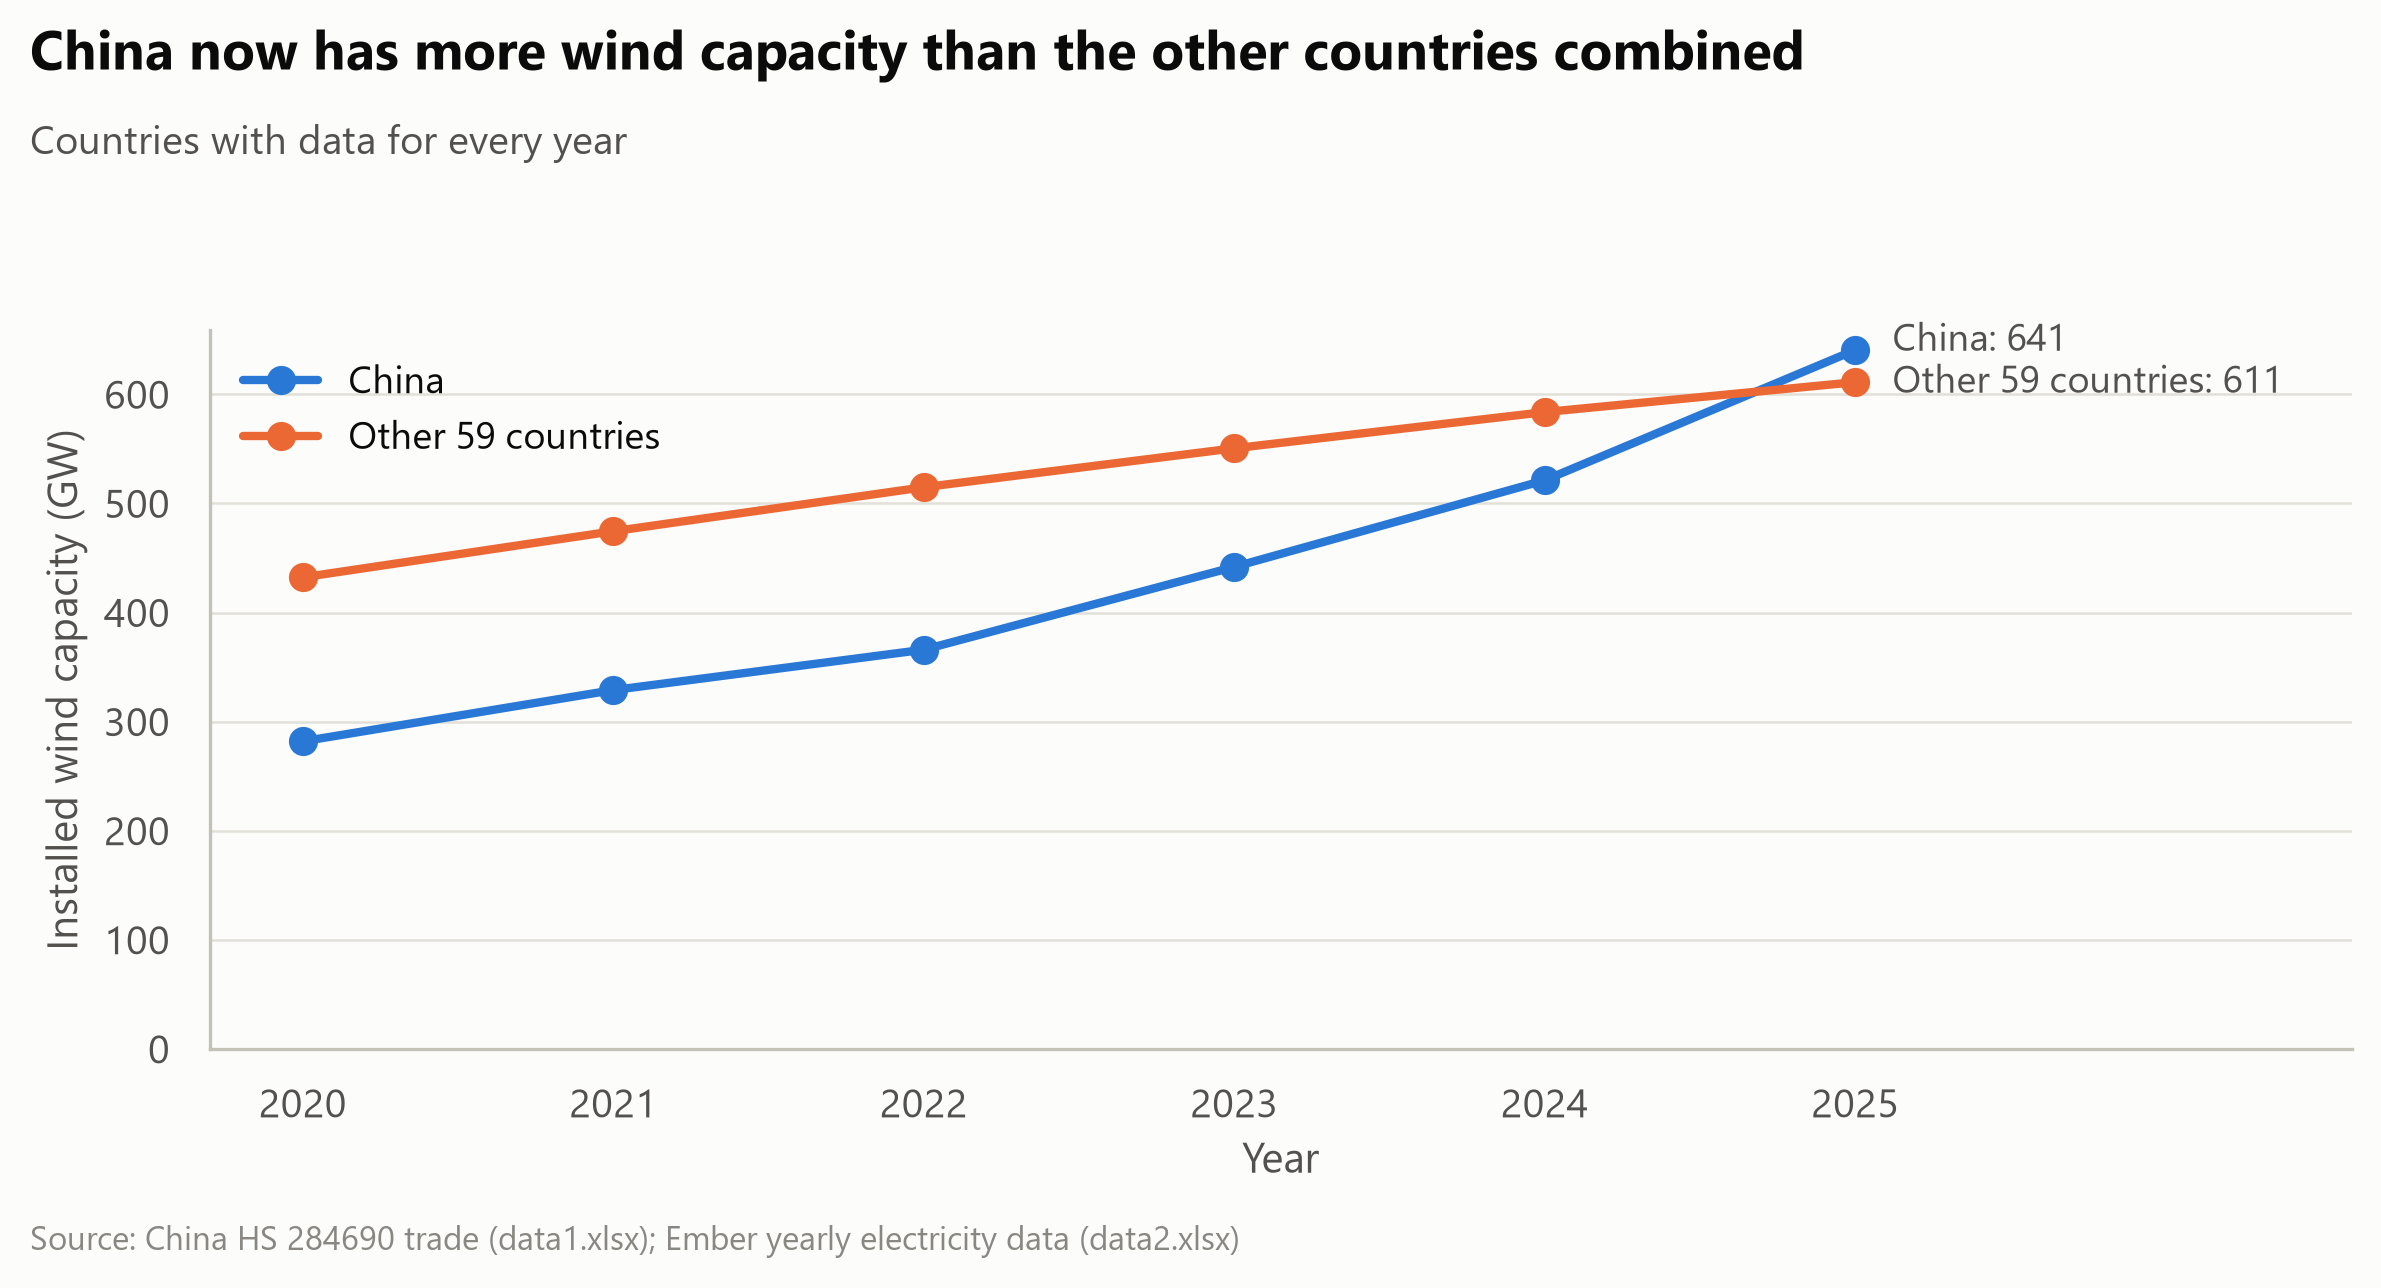 China now has more wind capacity than the other countries combined
Countries with data for every year
China
Other 59 countries
China: 641
Other 59 countries: 611
Installed wind capacity (GW)
600
500
400
300
200
100
0
2020 2021 2022 2023 2024 2025
Year
Source: China HS 284690 trade (data1.xlsx); Ember yearly electricity data (data2.xlsx)